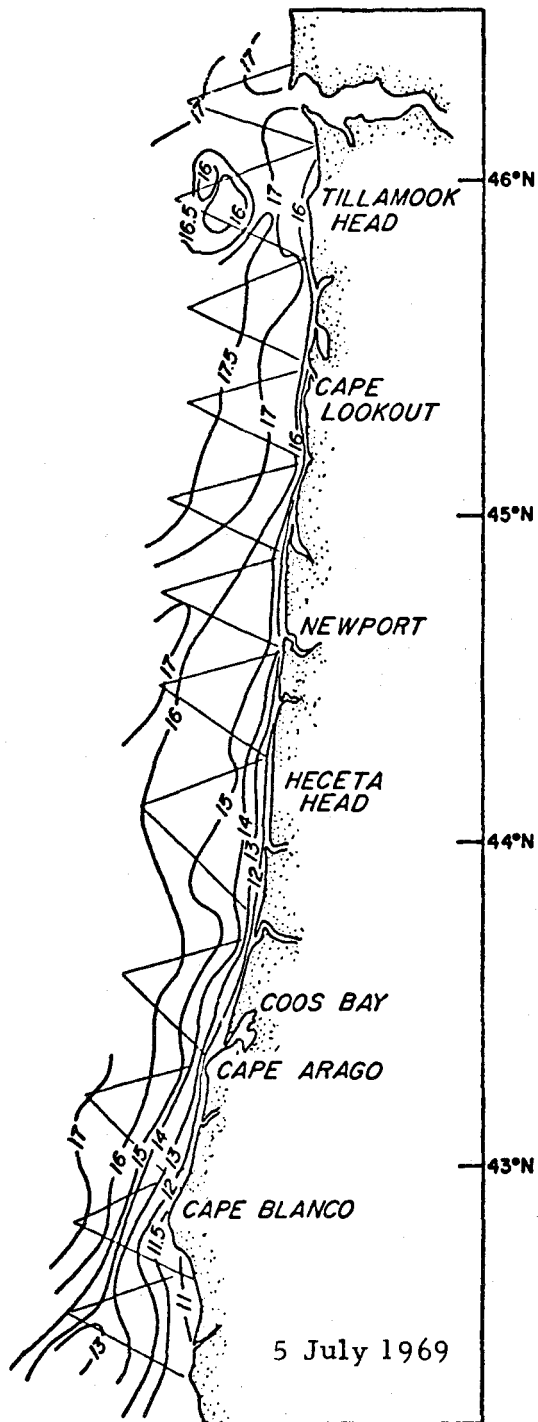 17
17
17
46°N
16
16
16.5
17
16
TILLAMOOK
HEAD
17.5
17
CAPE
LOOKOUT
16
45°N
NEWPORT
17
16
HECETA
HEAD
15
14
13
12
44°N
COOS BAY
CAPE ARAGO
17
16
15
14
13
12
43°N
CAPE BLANCO
11.5
11
13
5 July 1969